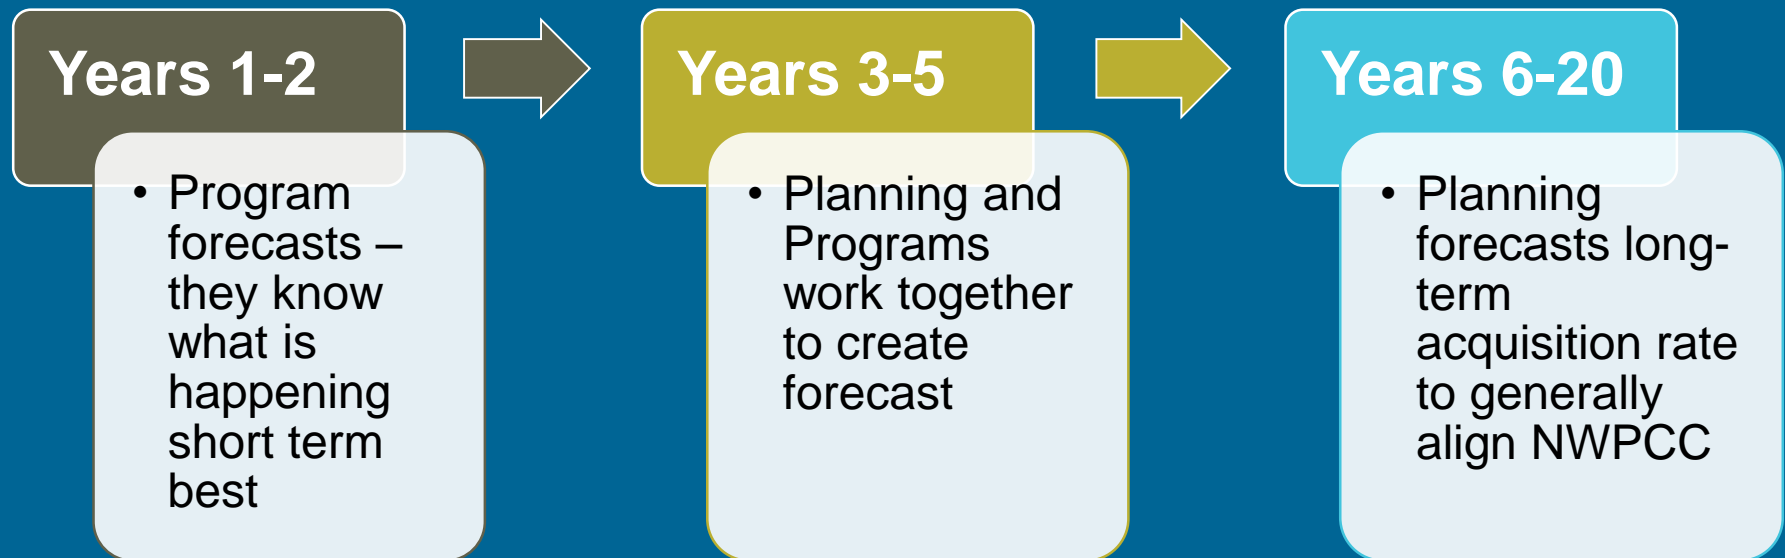 Years 1-2
• Program
forecasts –
they know
what is
happening
short term
best
Years 3-5
• Planning and
Programs
work together
to create
forecast
Years 6-20
• Planning
forecasts long-
term
acquisition rate
to generally
align NWPCC